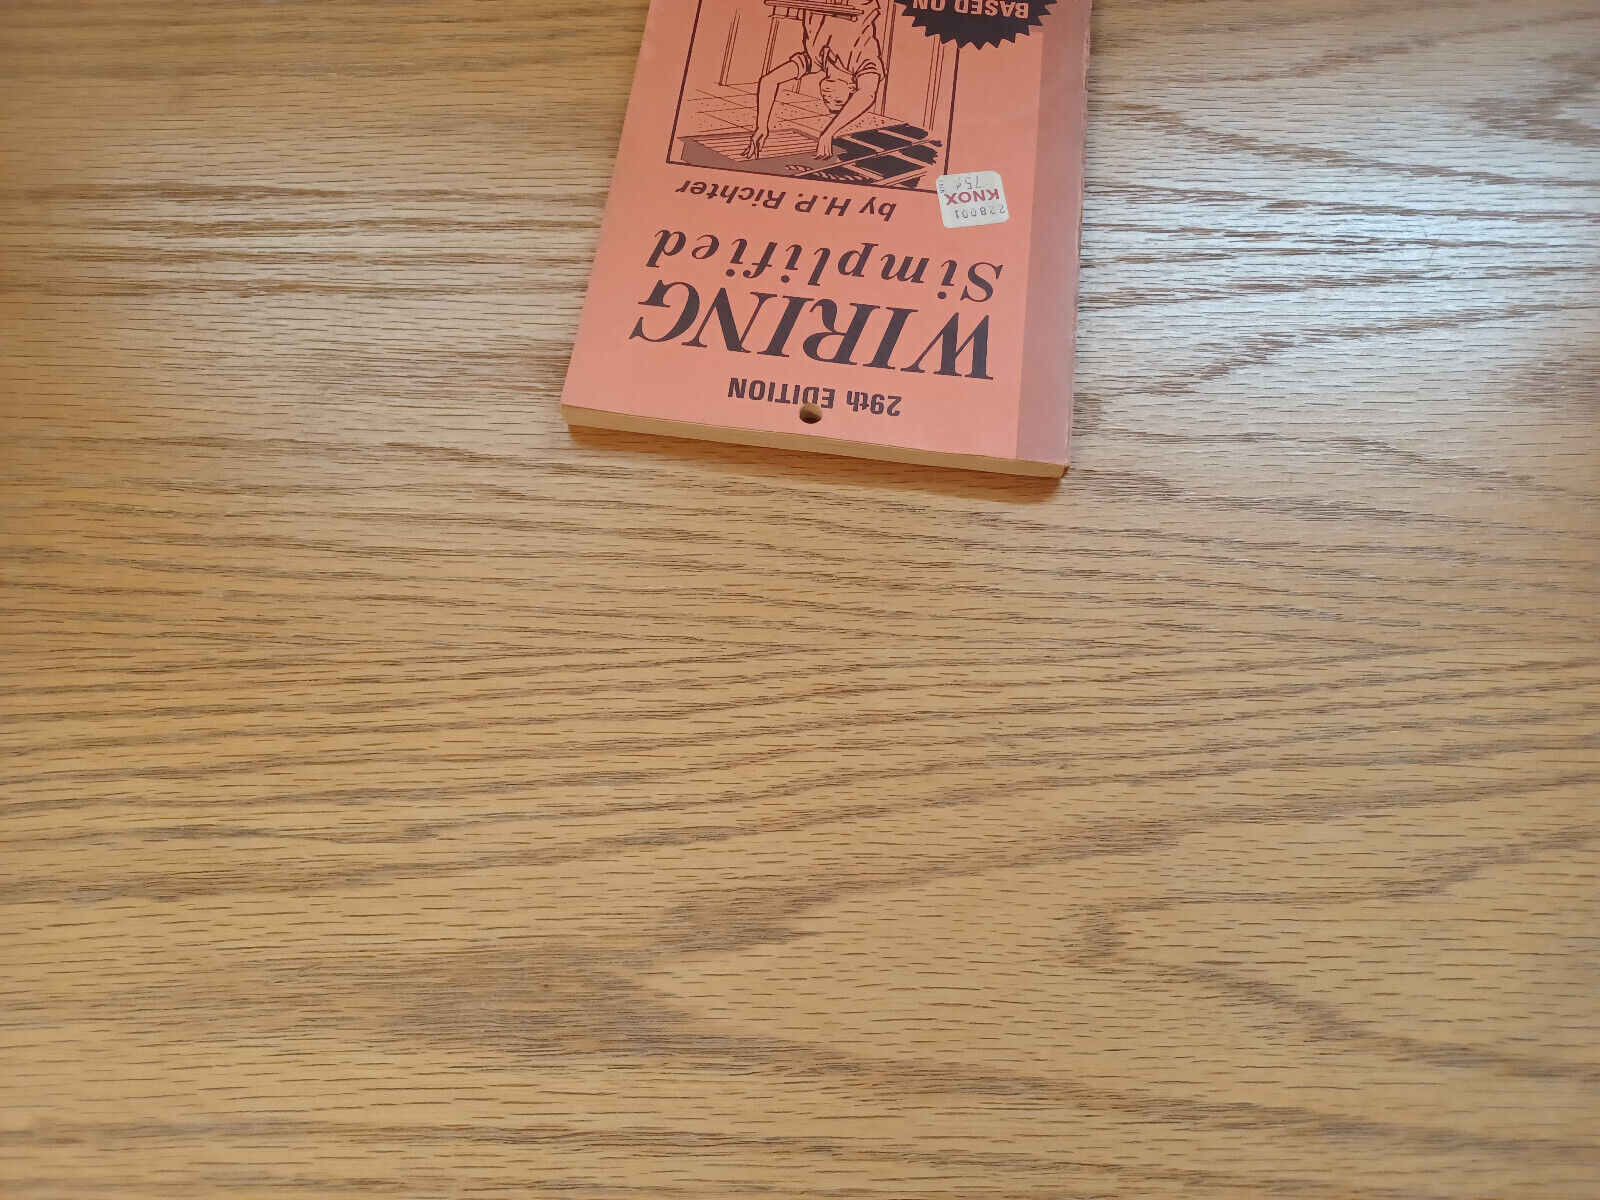 29th EDITION
WIRING
Simplified
by H.P. Richter
228001
KNOX
75¢
BASED ON